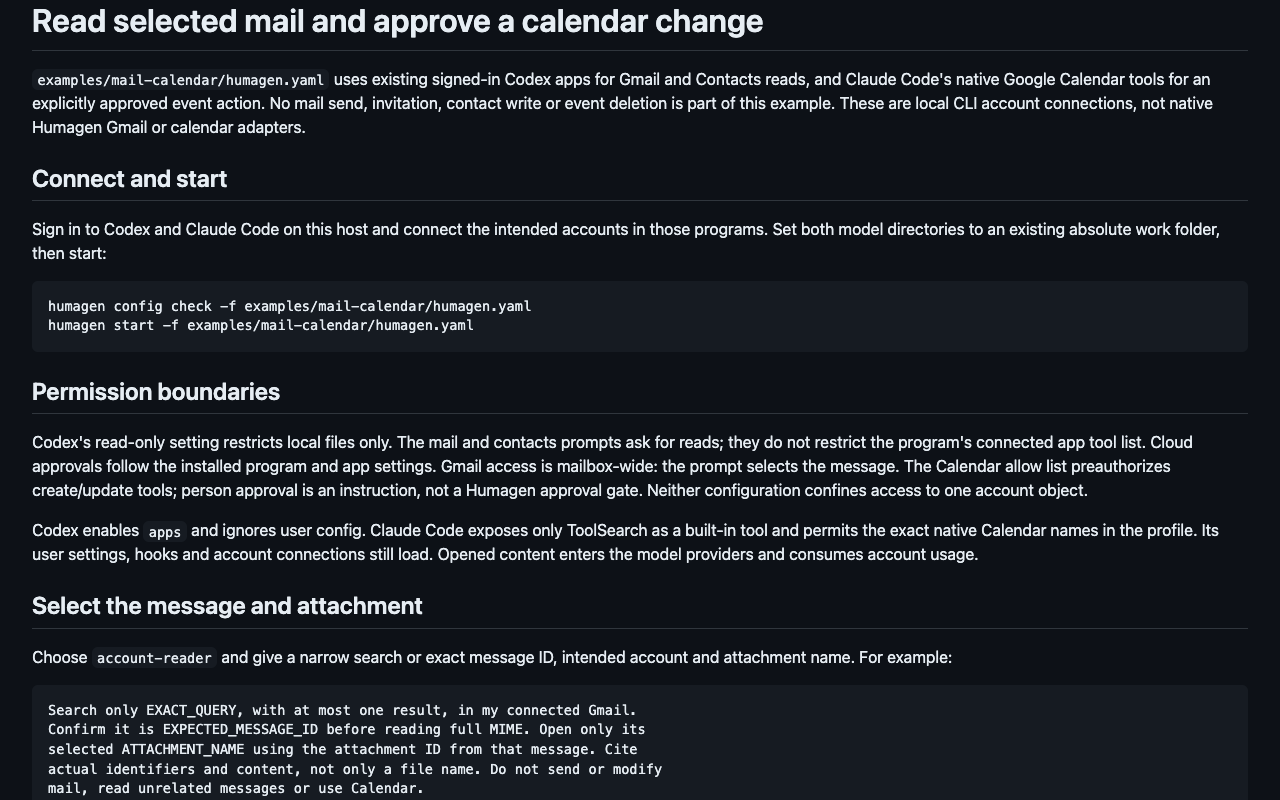 Read selected mail and approve a calendar change
examples/mail-calendar/humagen.yaml uses existing signed-in Codex apps for Gmail and Contacts reads, and Claude Code's native Google Calendar tools for an
explicitly approved event action. No mail send, invitation, contact write or event deletion is part of this example. These are local CLI account connections, not native
Humagen Gmail or calendar adapters.
Connect and start
Sign in to Codex and Claude Code on this host and connect the intended accounts in those programs. Set both model directories to an existing absolute work folder,
then start:
humagen config check -f examples/mail-calendar/humagen.yaml
humagen start -f examples/mail-calendar/humagen.yaml
Permission boundaries
Codex's read-only setting restricts local files only. The mail and contacts prompts ask for reads; they do not restrict the program's connected app tool list. Cloud
approvals follow the installed program and app settings. Gmail access is mailbox-wide: the prompt selects the message. The Calendar allow list preauthorizes
create/update tools; person approval is an instruction, not a Humagen approval gate. Neither configuration confines access to one account object.
Codex enables apps and ignores user config. Claude Code exposes only ToolSearch as a built-in tool and permits the exact native Calendar names in the profile. Its
user settings, hooks and account connections still load. Opened content enters the model providers and consumes account usage.
Select the message and attachment
Choose account-reader and give a narrow search or exact message ID, intended account and attachment name. For example:
Search only EXACT_QUERY, with at most one result, in my connected Gmail.
Confirm it is EXPECTED_MESSAGE_ID before reading full MIME. Open only its
selected ATTACHMENT_NAME using the attachment ID from that message. Cite
actual identifiers and content, not only a file name. Do not send or modify
mail, read unrelated messages or use Calendar.